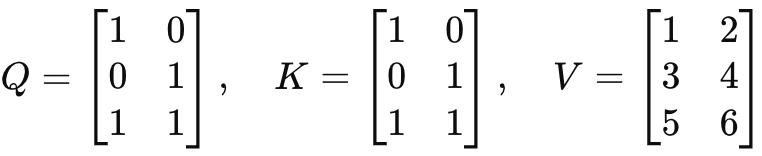 Q = [1 0; 0 1; 1 1], K = [1 0; 0 1; 1 1], V = [1 2; 3 4; 5 6]